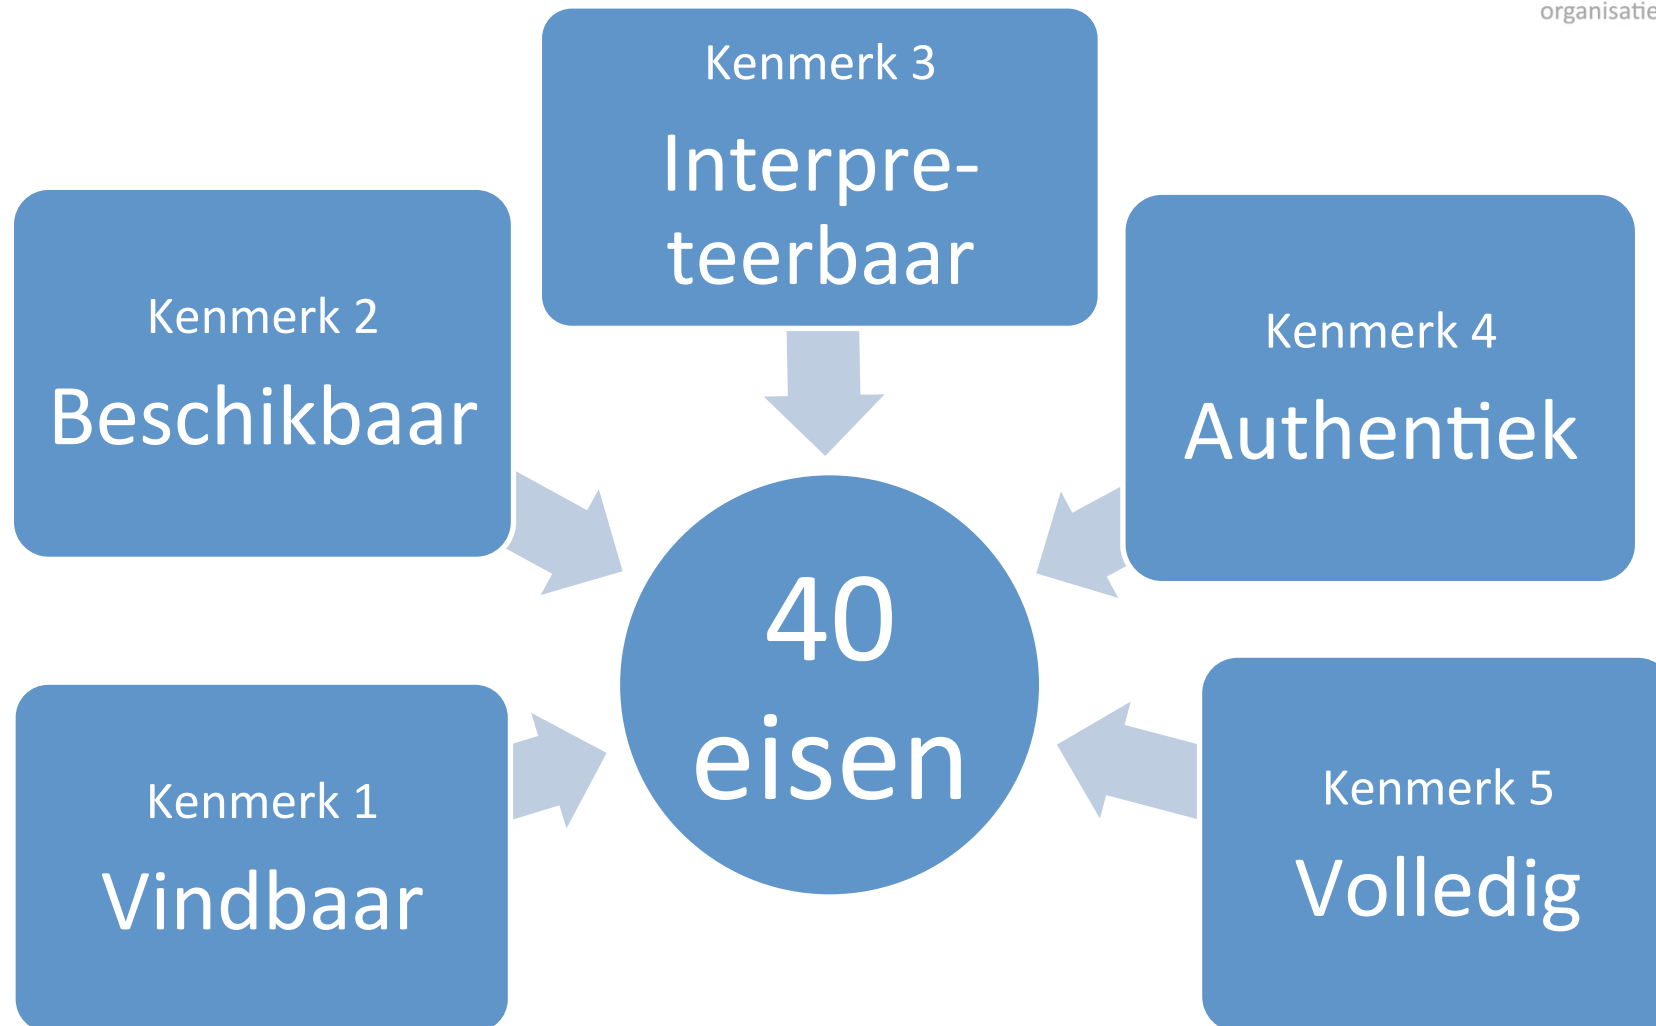 organisatie
Kenmerk 3
Interpre-
teerbaar
Kenmerk 2
Beschikbaar
Kenmerk 4
Authentiek
40
eisen
Kenmerk 1
Vindbaar
Kenmerk 5
Volledig